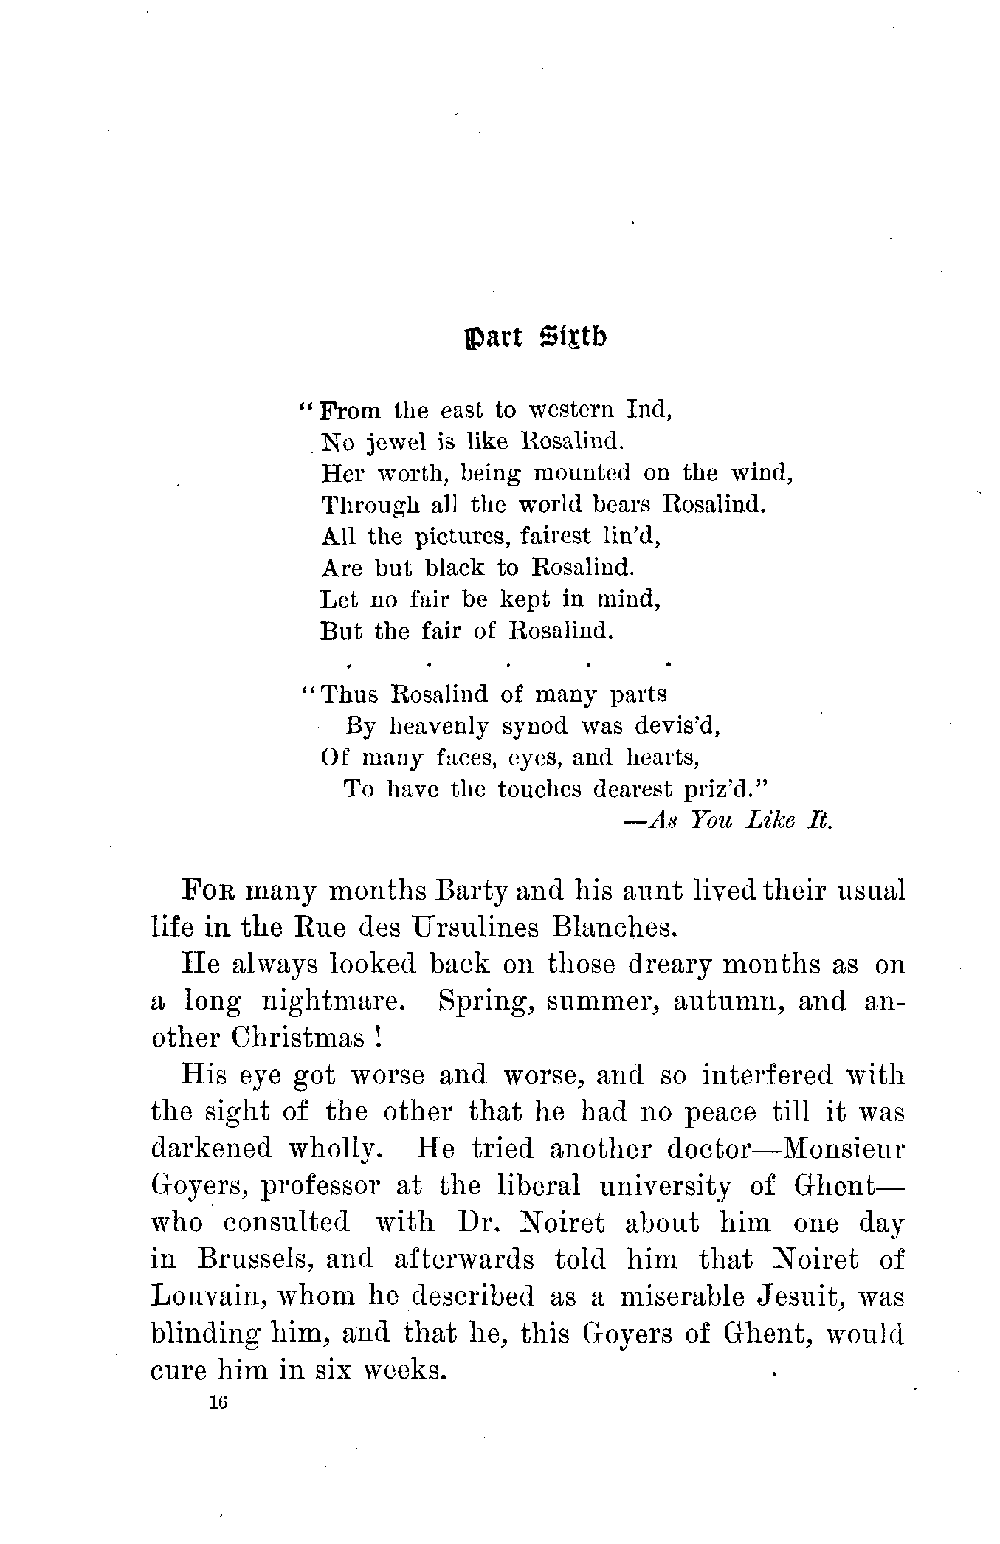 Part Sixth
"From the east to western Ind,
No jewel is like Rosalind.
Her worth, being mounted on the wind,
Through all the world bears Rosalind.
All the pictures, fairest lin'd,
Are but black to Rosalind.
Let no fair be kept in mind,
But the fair of Rosalind.
. . . . .
"Thus Rosalind of many parts
By heavenly synod was devis'd,
Of many faces, eyes, and hearts,
To have the touches dearest priz'd."
—As You Like It.
FOR many months Barty and his aunt lived their usual
life in the Rue des Ursulines Blanches.
He always looked back on those dreary months as on
a long nightmare. Spring, summer, autumn, and an-
other Christmas!
His eye got worse and worse, and so interfered with
the sight of the other that he had no peace till it was
darkened wholly. He tried another doctor—Monsieur
Goyers, professor at the liberal university of Ghent—
who consulted with Dr. Noiret about him one day
in Brussels, and afterwards told him that Noiret of
Louvain, whom he described as a miserable Jesuit, was
blinding him, and that he, this Goyers of Ghent, would
cure him in six weeks.
16